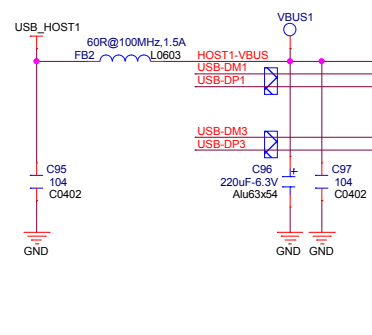 VBUS1
USB_HOST1
60R@100MHz,1.5A
FB2
L0603
HOST1-VBUS
USB-DM1
USB-DP1
USB-DM3
USB-DP3
C95
104
C0402
C96
220uF-6.3V
Alu63x54
C97
104
C0402
GND
GND
GND